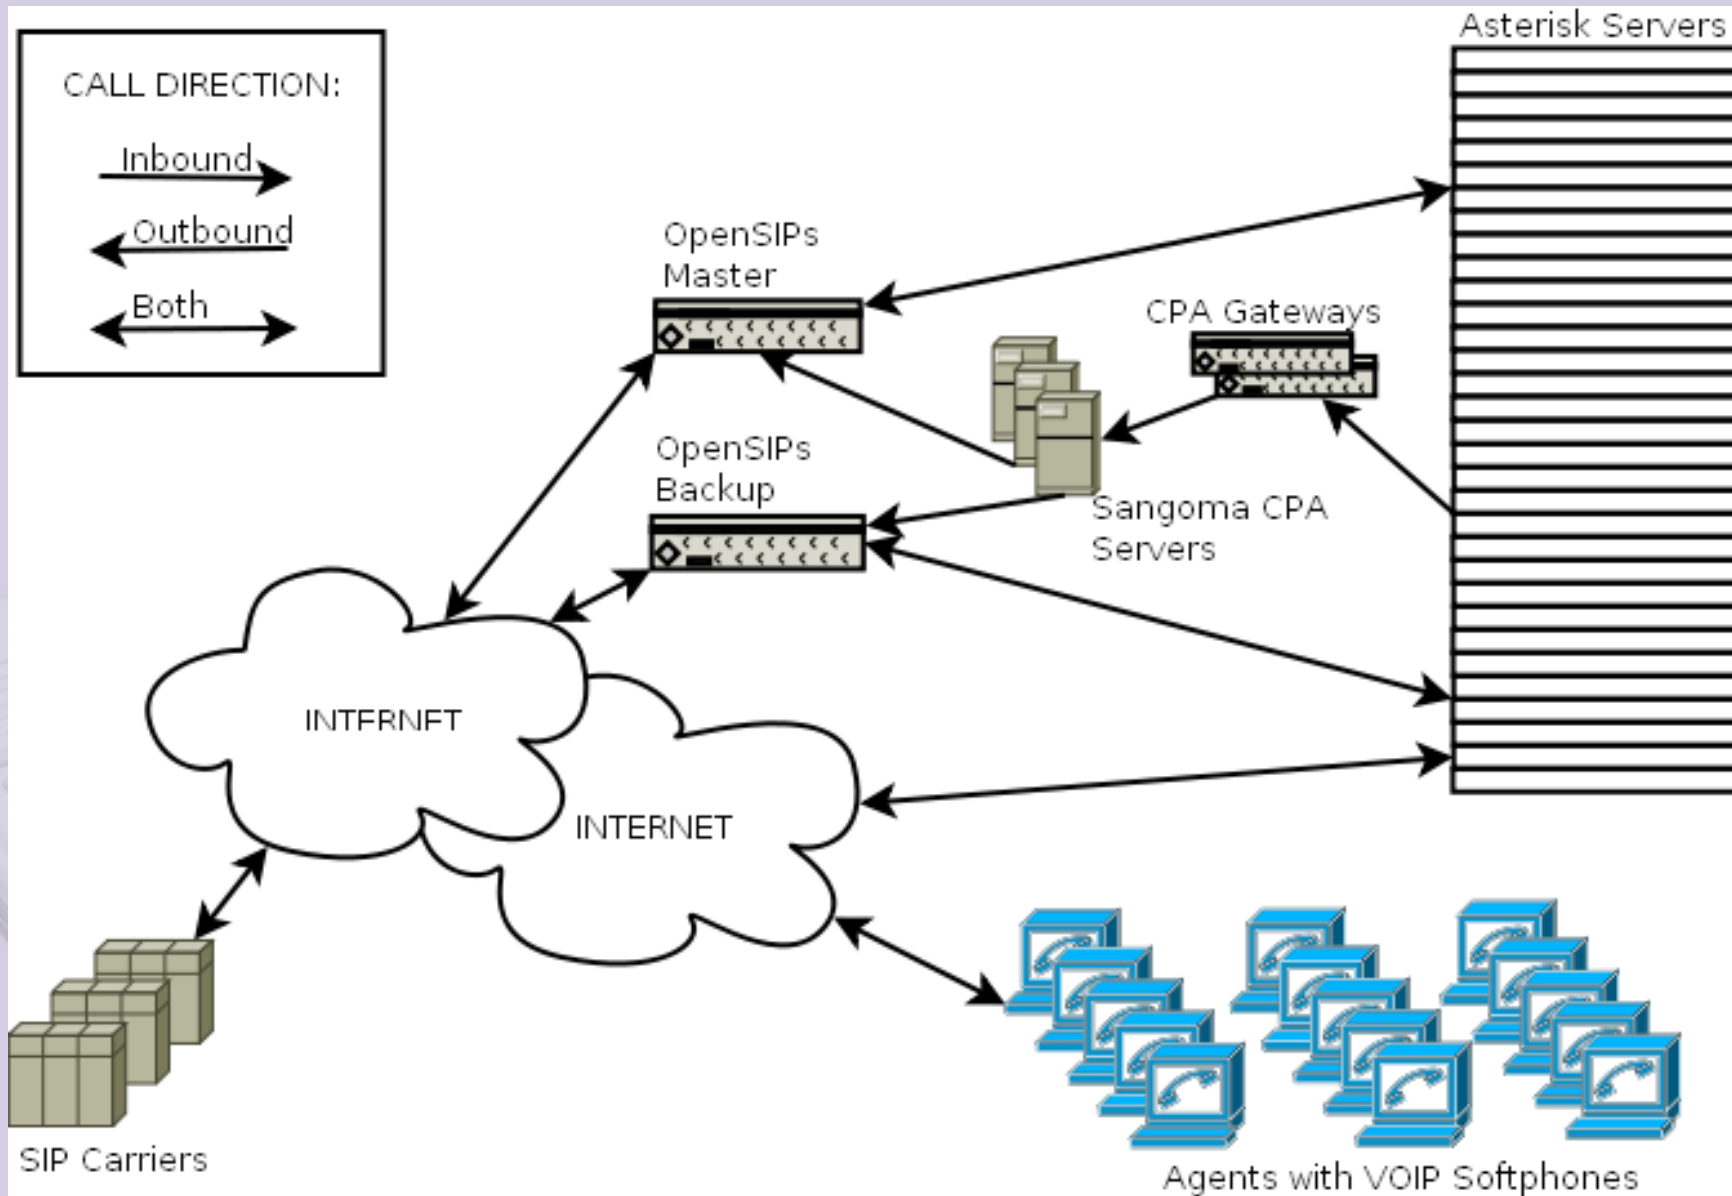 Asterisk Servers
CALL DIRECTION:
Inbound
Outbound
Both
OpenSIPs
Master
CPA Gateways
OpenSIPs
Backup
Sangoma CPA
Servers
INTERNET
INTERNET
SIP Carriers
Agents with VOIP Softphones